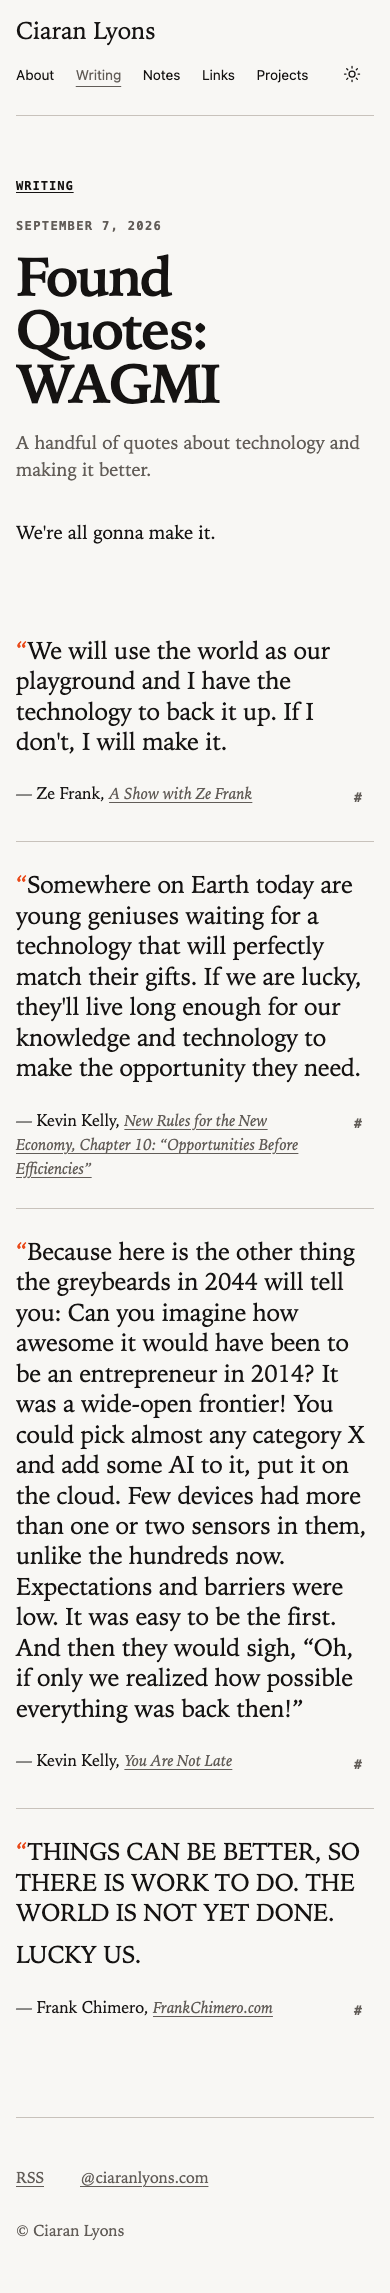 Ciaran Lyons
About Writing Notes Links Projects
WRITING
SEPTEMBER 7, 2026
Found
Quotes:
WAGMI
A handful of quotes about technology and
making it better.
We're all gonna make it.
“We will use the world as our
playground and I have the
technology to back it up. If I
don't, I will make it.
— Ze Frank, A Show with Ze Frank #
“Somewhere on Earth today are
young geniuses waiting for a
technology that will perfectly
match their gifts. If we are lucky,
they'll live long enough for our
knowledge and technology to
make the opportunity they need.
— Kevin Kelly, New Rules for the New #
Economy, Chapter 10: “Opportunities Before
Efficiencies”
“Because here is the other thing
the greybeards in 2044 will tell
you: Can you imagine how
awesome it would have been to
be an entrepreneur in 2014? It
was a wide-open frontier! You
could pick almost any category X
and add some AI to it, put it on
the cloud. Few devices had more
than one or two sensors in them,
unlike the hundreds now.
Expectations and barriers were
low. It was easy to be the first.
And then they would sigh, “Oh,
if only we realized how possible
everything was back then!”
— Kevin Kelly, You Are Not Late #
“THINGS CAN BE BETTER, SO
THERE IS WORK TO DO. THE
WORLD IS NOT YET DONE.
LUCKY US.
— Frank Chimero, FrankChimero.com #
RSS @ciaranlyons.com
© Ciaran Lyons